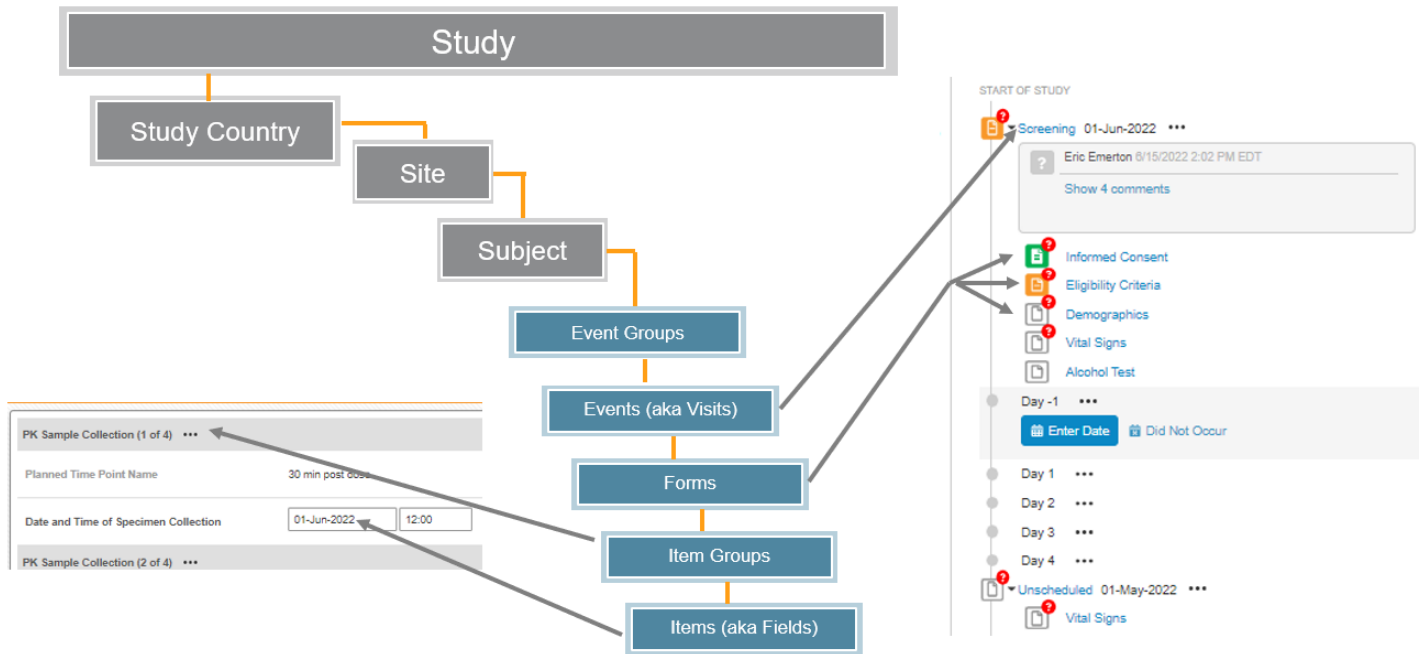 Study
Study Country
Site
Subject
Event Groups
Events (aka Visits)
Forms
Item Groups
Items (aka Fields)
PK Sample Collection (1 of 4) •••
Planned Time Point Name 30 min post dose
Date and Time of Specimen Collection 01-Jun-2022 12:00
PK Sample Collection (2 of 4) •••
START OF STUDY
? Screening 01-Jun-2022 •••
? Eric Emerton 6/15/2022 2:02 PM EDT
Show 4 comments
? Informed Consent
? Eligibility Criteria
? Demographics
? Vital Signs
Alcohol Test
Day -1 •••
Enter Date Did Not Occur
Day 1 •••
Day 2 •••
Day 3 •••
Day 4 •••
? Unscheduled 01-May-2022 •••
? Vital Signs